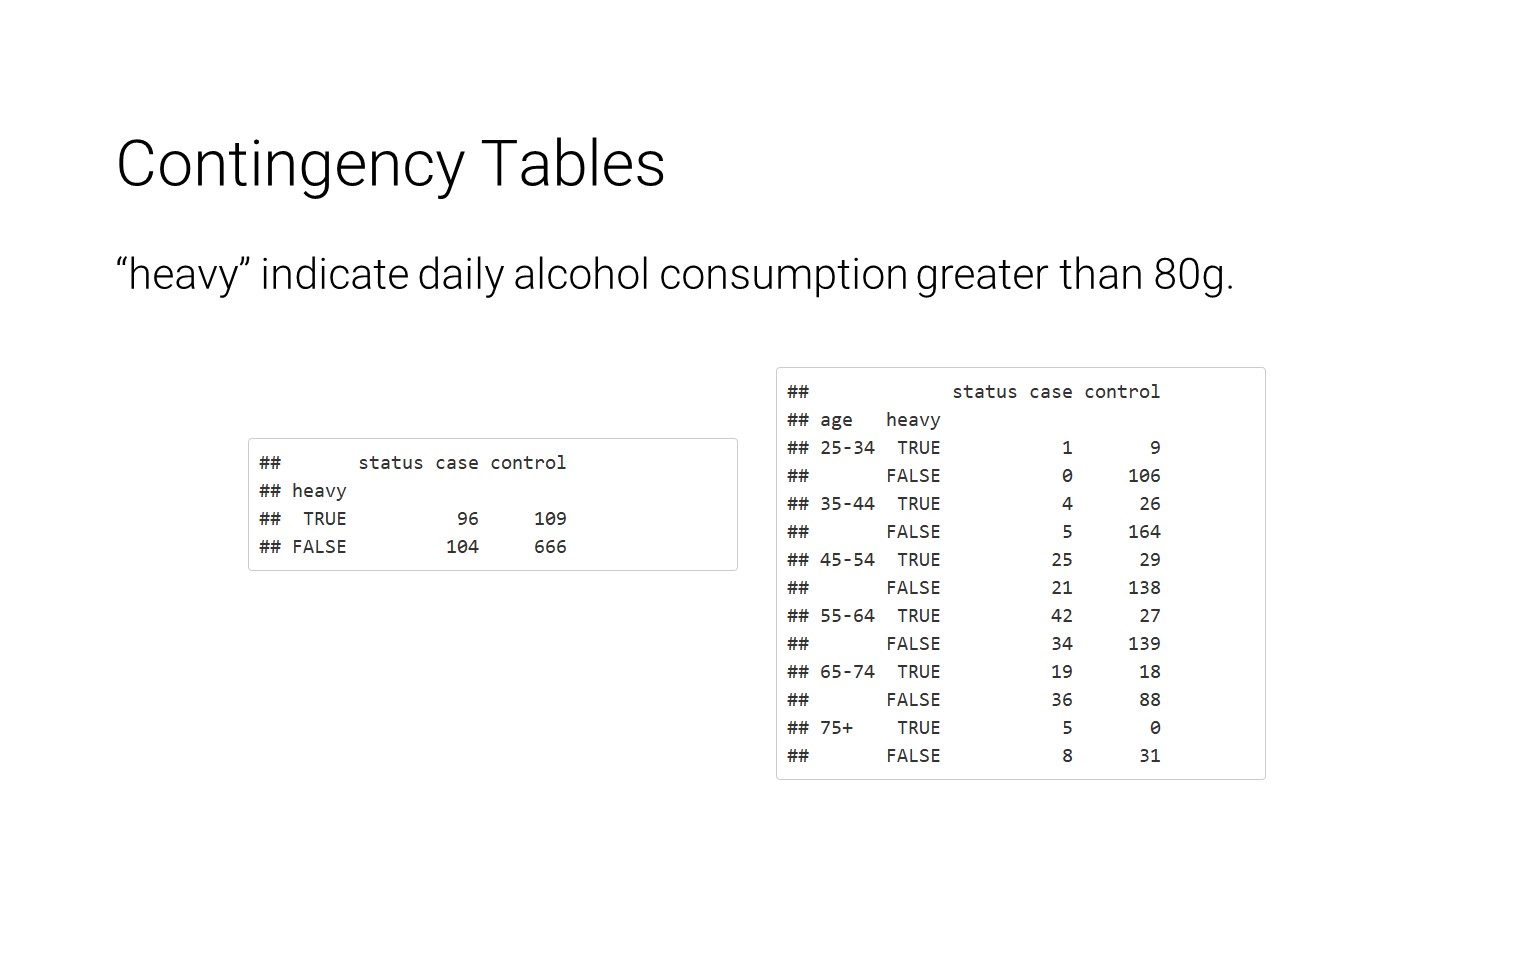 Contingency Tables
“heavy” indicate daily alcohol consumption greater than 80g.
##       status case control
## heavy
##  TRUE          96     109
## FALSE         104     666
##             status case control
## age   heavy
## 25-34  TRUE           1       9
##       FALSE           0     106
## 35-44  TRUE           4      26
##       FALSE           5     164
## 45-54  TRUE          25      29
##       FALSE          21     138
## 55-64  TRUE          42      27
##       FALSE          34     139
## 65-74  TRUE          19      18
##       FALSE          36      88
## 75+    TRUE           5       0
##       FALSE           8      31